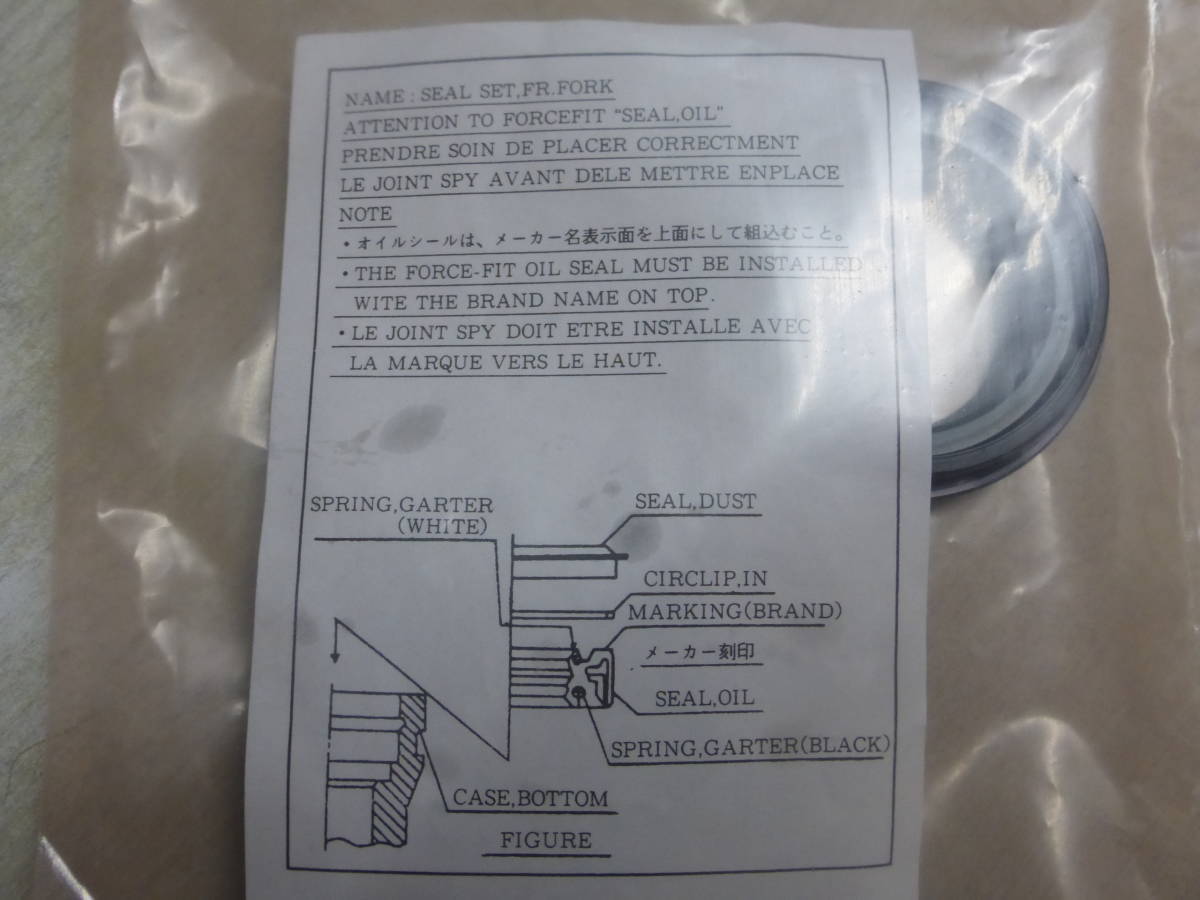 NAME : SEAL SET,FR.FORK
ATTENTION TO FORCEFIT "SEAL,OIL"
PRENDRE SOIN DE PLACER CORRECTMENT
LE JOINT SPY AVANT DELE METTRE ENPLACE
NOTE
・オイルシールは、メーカー名表示面を上面にして組込むこと。
・THE FORCE-FIT OIL SEAL MUST BE INSTALLED
WITE THE BRAND NAME ON TOP.
・LE JOINT SPY DOIT ETRE INSTALLE AVEC
LA MARQUE VERS LE HAUT.
SPRING,GARTER
(WHITE)
SEAL,DUST
CIRCLIP,IN
MARKING(BRAND)
メーカー刻印
SEAL,OIL
SPRING,GARTER(BLACK)
CASE,BOTTOM
FIGURE